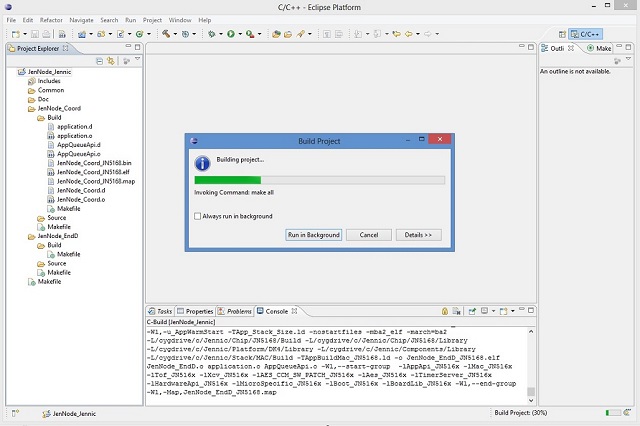 C/C++ - Eclipse Platform
File Edit Refactor Navigate Search Run Project Window Help
C/C++
Project Explorer
JenNode_Jennic
Includes
Common
Doc
JenNode_Coord
Build
application.d
application.o
AppQueueApi.d
AppQueueApi.o
JenNode_Coord_JN5168.bin
JenNode_Coord_JN5168.elf
JenNode_Coord_JN5168.map
JenNode_Coord.d
JenNode_Coord.o
Makefile
Source
Makefile
JenNode_EndD
Build
Makefile
Source
Makefile
Makefile
Outli
Make
An outline is not available.
Build Project
Building project...
Invoking Command: make all
Always run in background
Run in Background Cancel Details >>
Tasks Properties Problems Console
C-Build [JenNode_Jennic]
-Wl,-u_AppWarmStart -TApp_Stack_Size.ld -nostartfiles -mba2_elf -march=ba2
-L/cygdrive/c/Jennic/Chip/JN5168/Build -L/cygdrive/c/Jennic/Chip/JN5168/Library
-L/cygdrive/c/Jennic/Platform/DK4/Library -L/cygdrive/c/Jennic/Components/Library
-L/cygdrive/c/Jennic/Stack/MAC/Build -TAppBuildMac_JN5168.ld -o JenNode_EndD_JN5168.elf
JenNode_EndD.o application.o AppQueueApi.o -Wl,--start-group -lAppApi_JN516x -lMac_JN516x
-lTof_JN516x -lXcv_JN516x -lAES_CCM_SW_PATCH_JN516x -lAes_JN516x -lTimerServer_JN516x
-lHardwareApi_JN516x -lMicroSpecific_JN516x -lBoot_JN516x -lBoardLib_JN516x -Wl,--end-group
-Wl,-Map,JenNode_EndD_JN5168.map
JenNode_Jennic
Build Project: (30%)